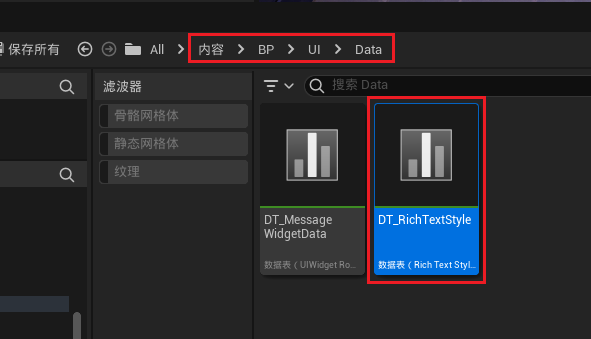 保存所有 All 内容 BP UI Data
滤波器
搜索 Data
骨骼网格体
静态网格体
纹理
DT_Message
WidgetData
数据表（UIWidget Ro...
DT_RichTextStyle
数据表（Rich Text Styl...